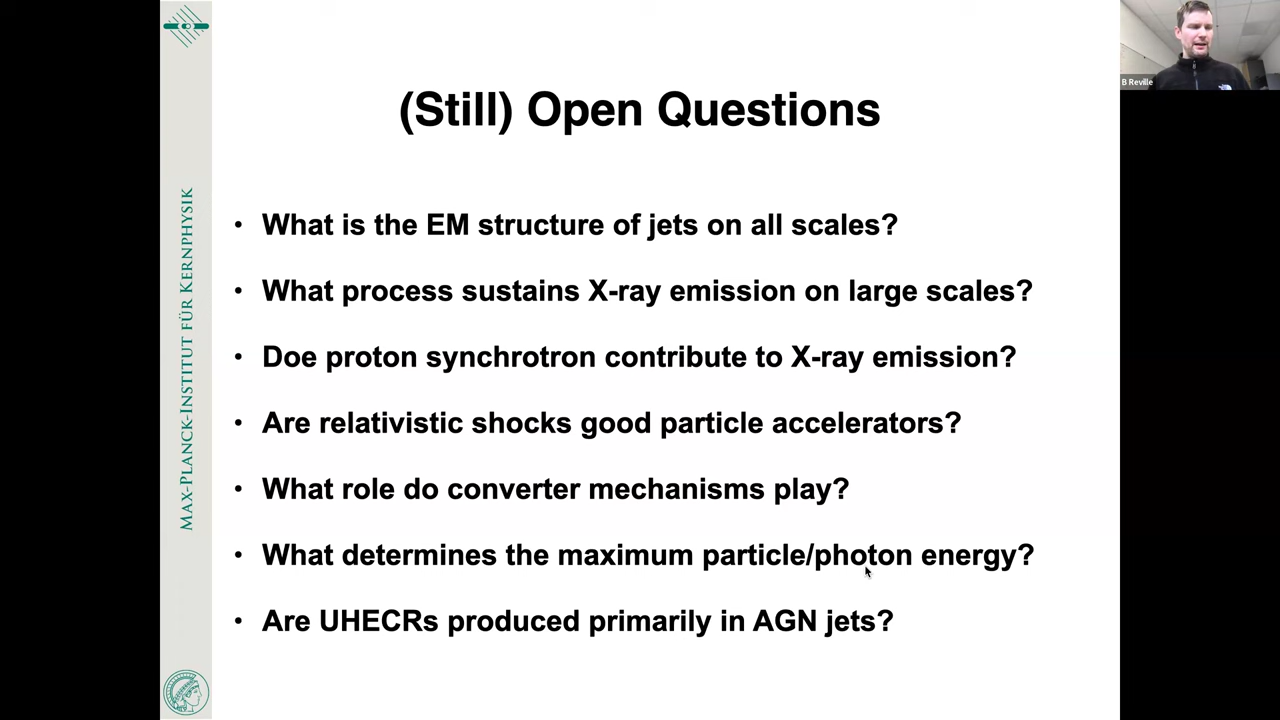 (Still) Open Questions
• What is the EM structure of jets on all scales?
• What process sustains X-ray emission on large scales?
• Doe proton synchrotron contribute to X-ray emission?
• Are relativistic shocks good particle accelerators?
• What role do converter mechanisms play?
• What determines the maximum particle/photon energy?
• Are UHECRs produced primarily in AGN jets?
MAX-PLANCK-INSTITUT FÜR KERNPHYSIK
B Reville